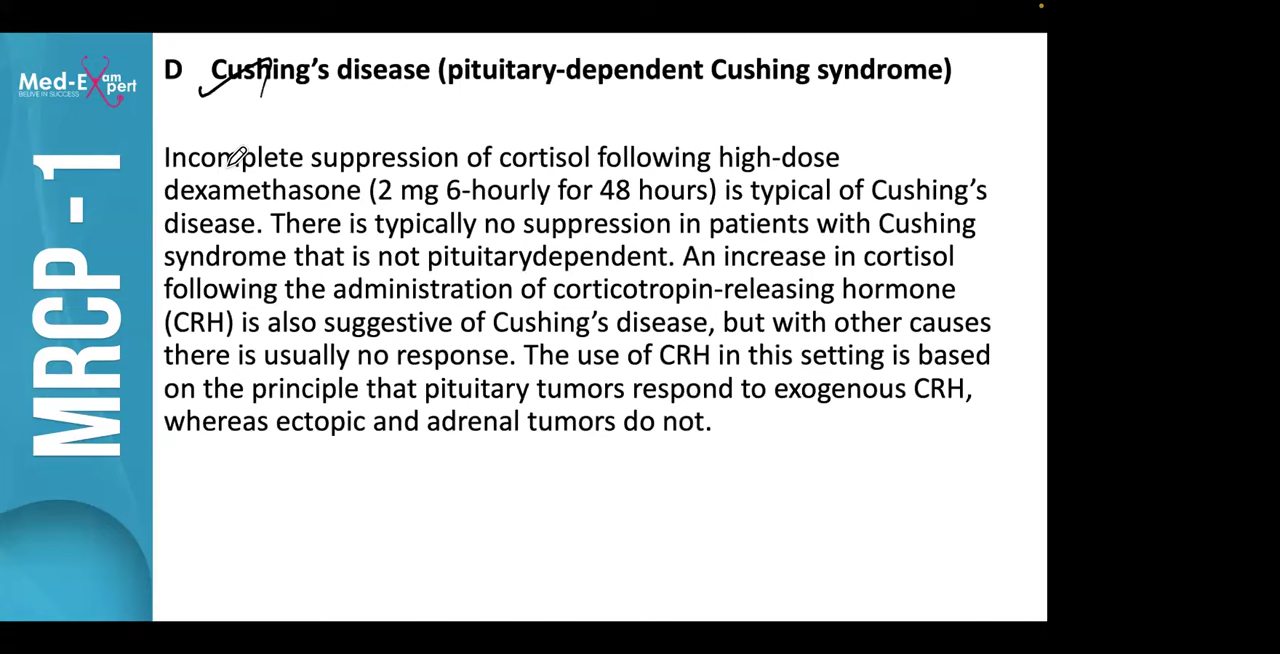 Med-Exam
Expert
BELIVE IN SUCCESS
MRCP - 1
D Cushing's disease (pituitary-dependent Cushing syndrome)
Incomplete suppression of cortisol following high-dose
dexamethasone (2 mg 6-hourly for 48 hours) is typical of Cushing's
disease. There is typically no suppression in patients with Cushing
syndrome that is not pituitarydependent. An increase in cortisol
following the administration of corticotropin-releasing hormone
(CRH) is also suggestive of Cushing's disease, but with other causes
there is usually no response. The use of CRH in this setting is based
on the principle that pituitary tumors respond to exogenous CRH,
whereas ectopic and adrenal tumors do not.